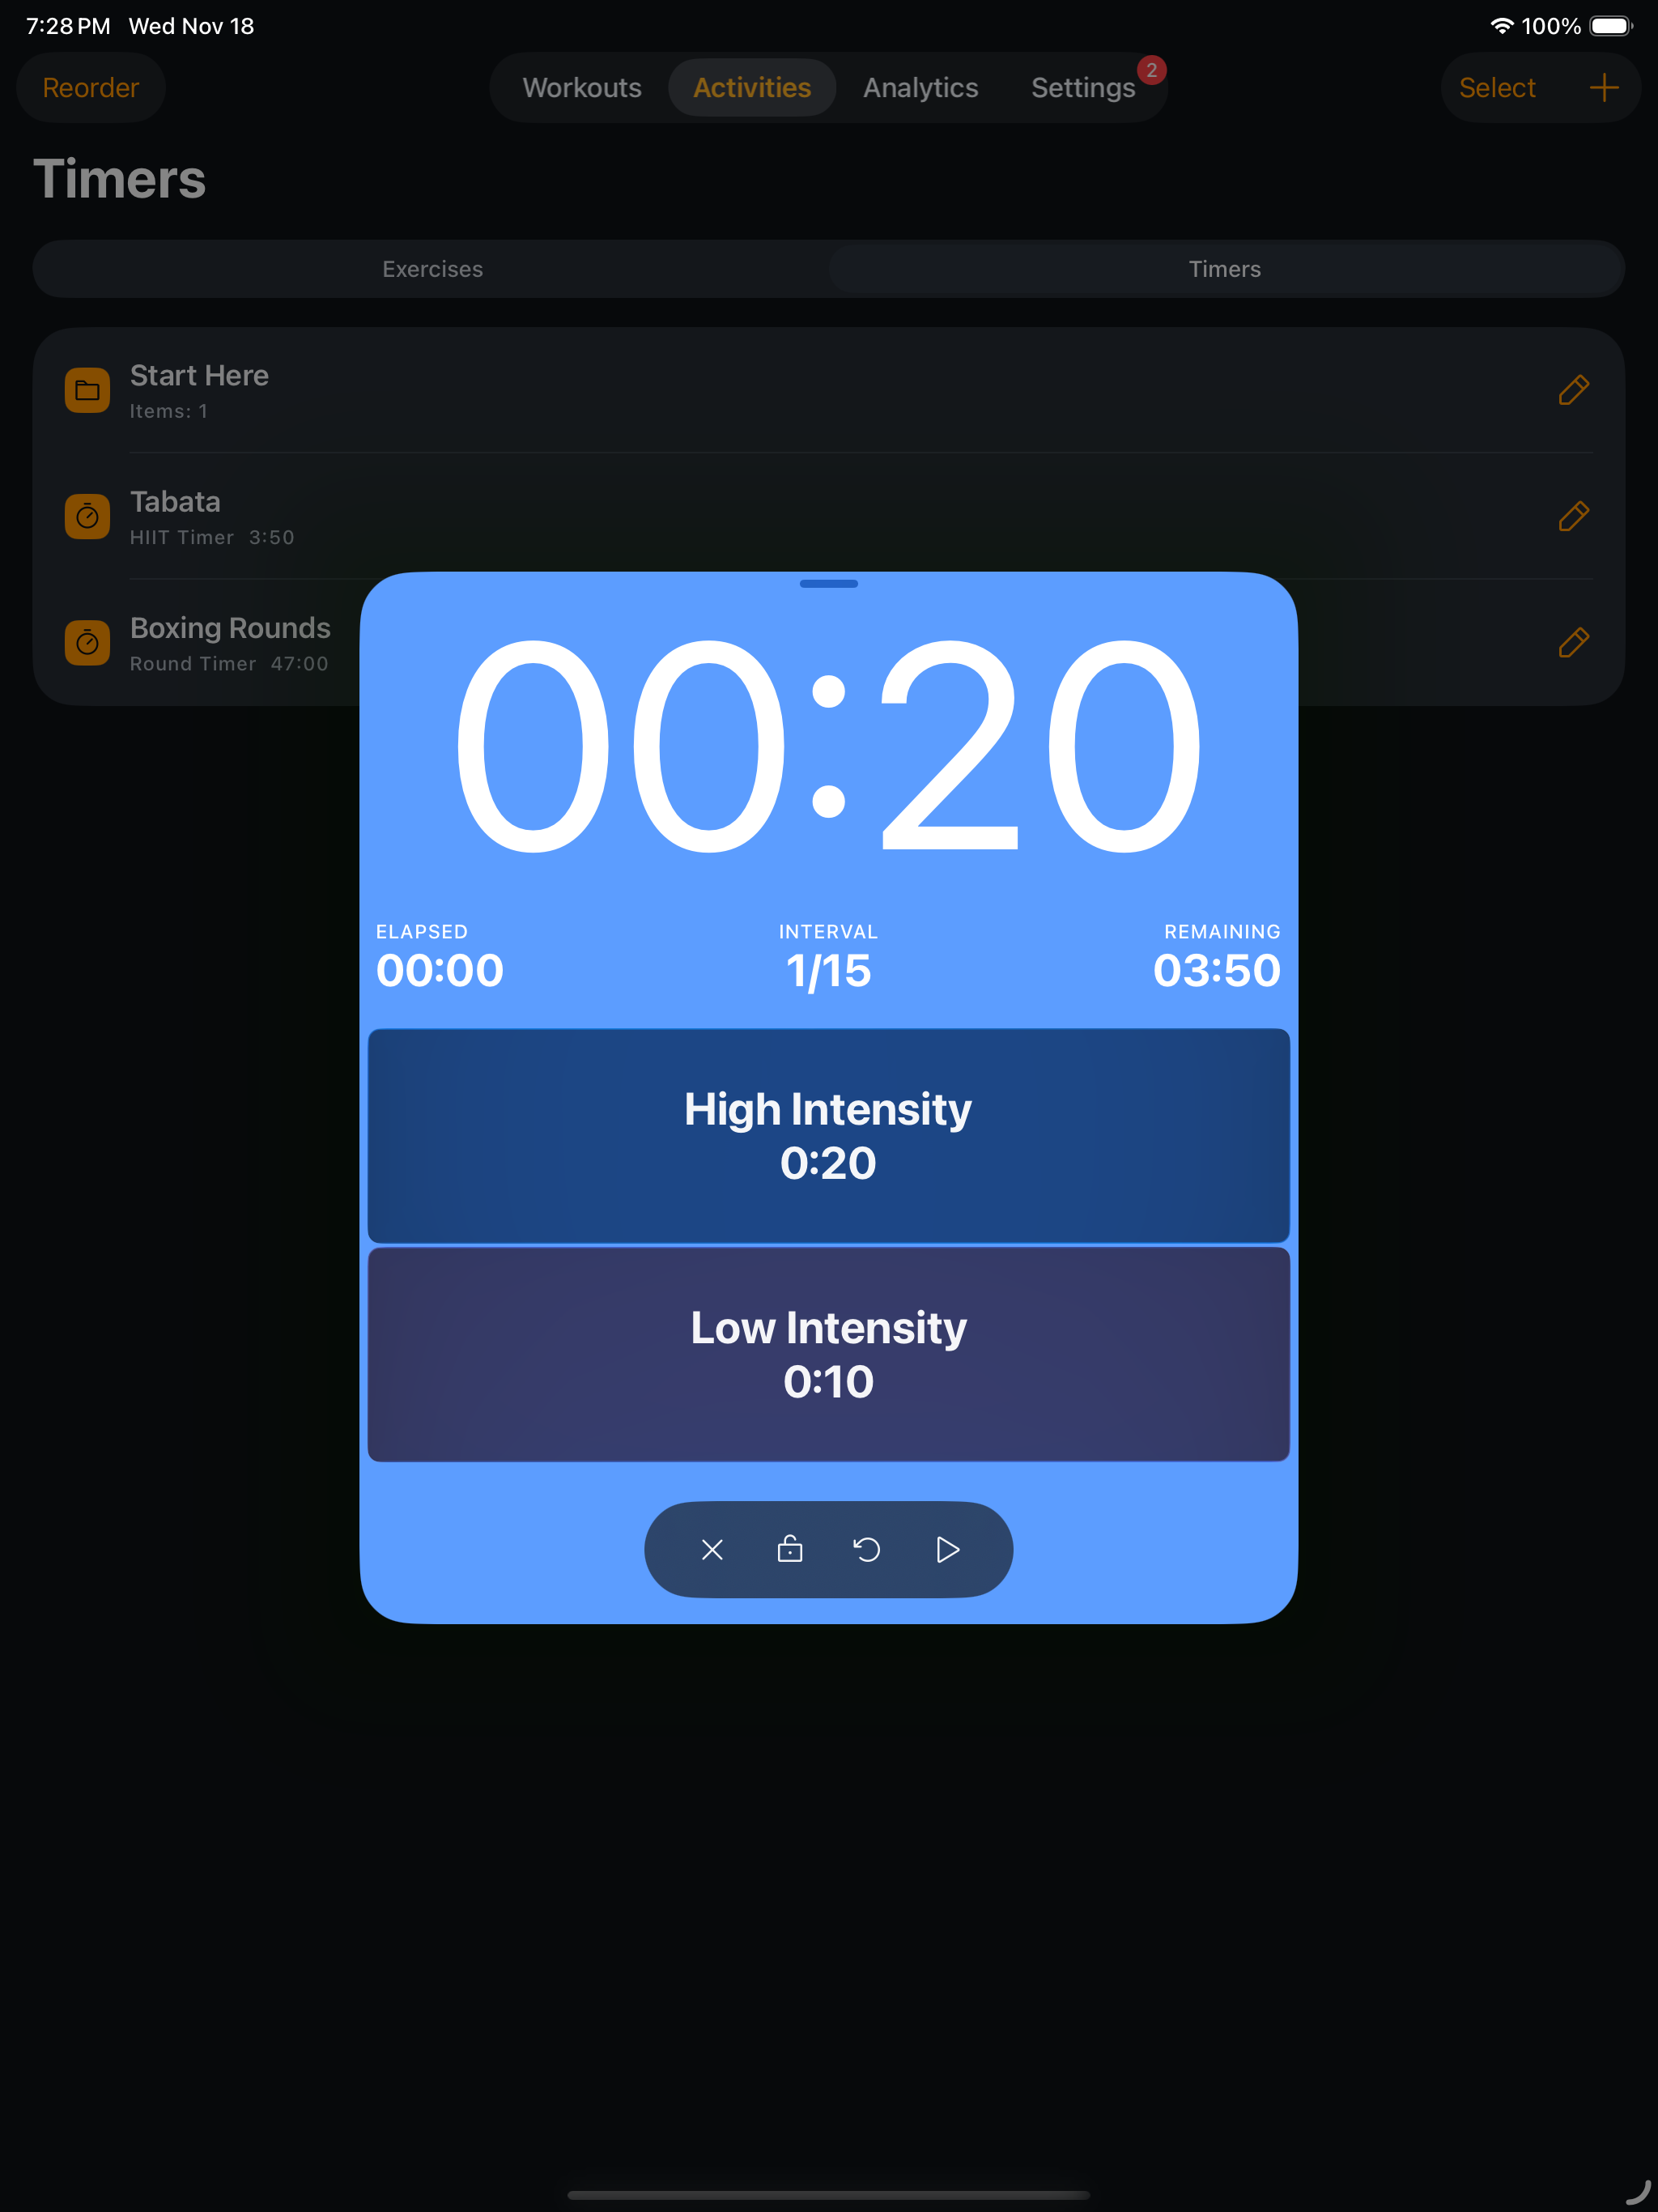 7:28 PM Wed Nov 18
100%
Reorder
Workouts
Activities
Analytics
Settings
2
Select
Timers
Exercises
Timers
Start Here
Items: 1
Tabata
HIIT Timer 3:50
Boxing Rounds
Round Timer 47:00
00:20
ELAPSED
00:00
INTERVAL
1/15
REMAINING
03:50
High Intensity
0:20
Low Intensity
0:10